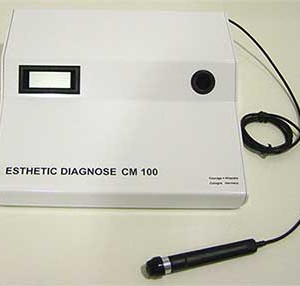 ESTHETIC DIAGNOSE CM 100
Courage + Khazaka
Cologne, Germany